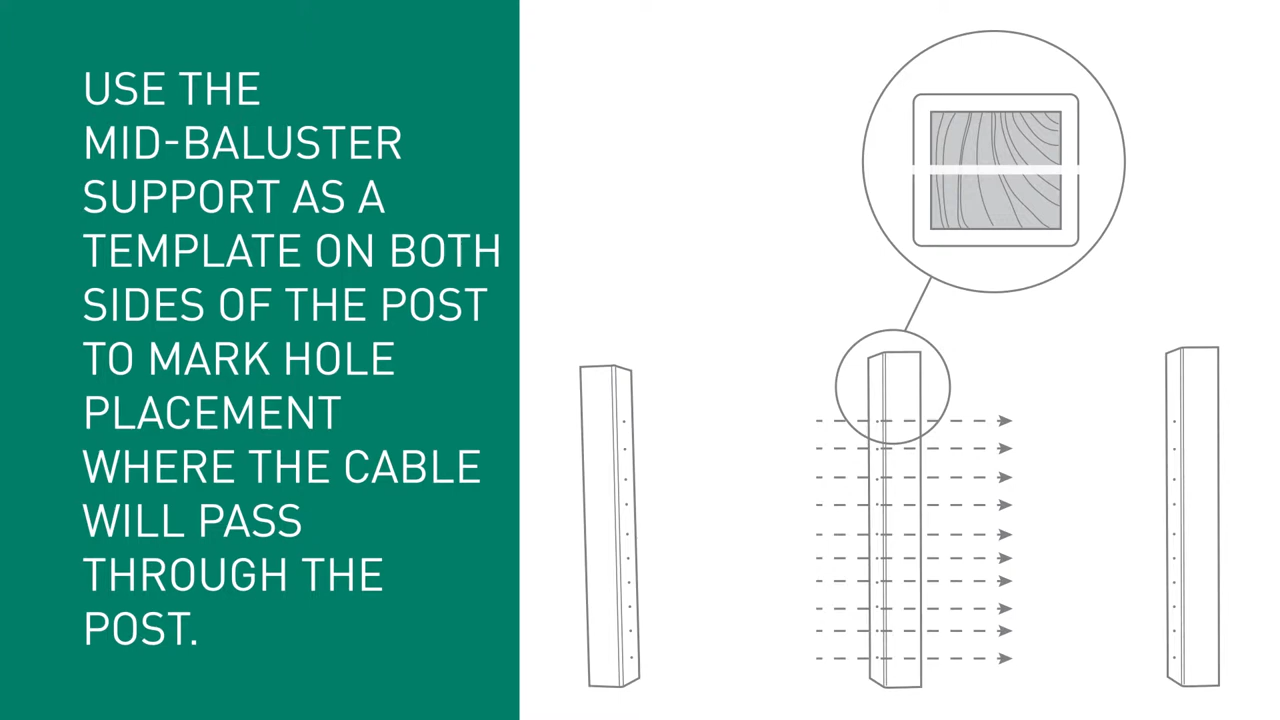 USE THE
MID-BALUSTER
SUPPORT AS A
TEMPLATE ON BOTH
SIDES OF THE POST
TO MARK HOLE
PLACEMENT
WHERE THE CABLE
WILL PASS
THROUGH THE
POST.